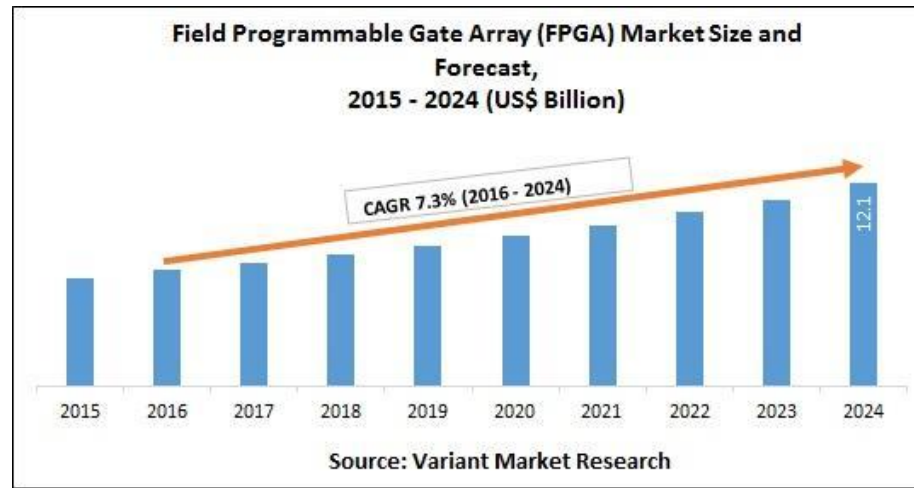 Field Programmable Gate Array (FPGA) Market Size and
Forecast,
2015 - 2024 (US$ Billion)
CAGR 7.3% (2016 - 2024)
12.1
2015 2016 2017 2018 2019 2020 2021 2022 2023 2024
Source: Variant Market Research